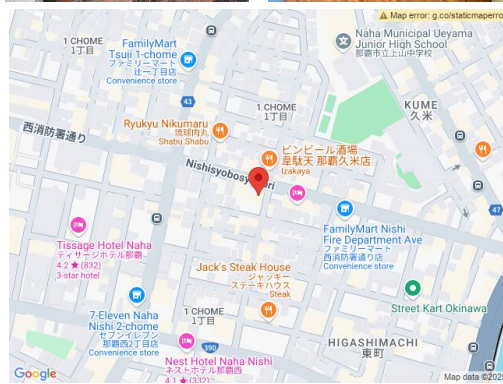 Map error: g.co/staticmaperro
1 CHOME
1丁目
FamilyMart
Tsuji 1-chome
ファミリーマート
辻一丁目店
Convenience store
Naha Municipal Ueyama
Junior High School
那覇市立上山中学校
43
1 CHOME
1丁目
KUME
久米
西消防署通り
Ryukyu Nikumaru
琉球肉丸
Shabu Shabu
ビンビール酒場
韋駄天 那覇久米店
Izakaya
Nishisyobosyo
ori
47
Tissage Hotel Naha
ティサージホテル那覇
4.2 ★ (832)
3-star hotel
FamilyMart Nishi
Fire Department Ave
ファミリーマート
西消防署通り店
Convenience store
Jack's Steak House
ジャッキー
ステーキハウス
Steak
Street Kart Okinawa
7-Eleven Naha
Nishi 2-chome
セブンイレブン
那覇西2丁目店
Convenience store
1 CHOME
1丁目
390
HIGASHIMACHI
東町
Nest Hotel Naha Nishi
ネストホテル那覇西
4.1 ★ (332)
Google
Map data ©202